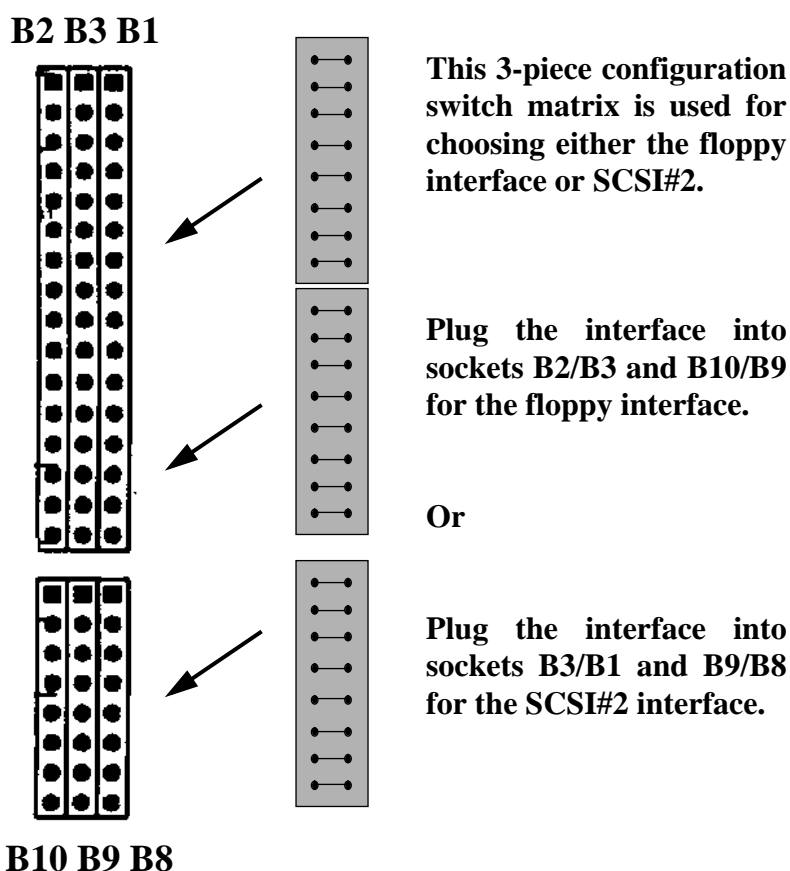 B2 B3 B1
This 3-piece configuration
switch matrix is used for
choosing either the floppy
interface or SCSI#2.
Plug the interface into
sockets B2/B3 and B10/B9
for the floppy interface.
Or
Plug the interface into
sockets B3/B1 and B9/B8
for the SCSI#2 interface.
B10 B9 B8